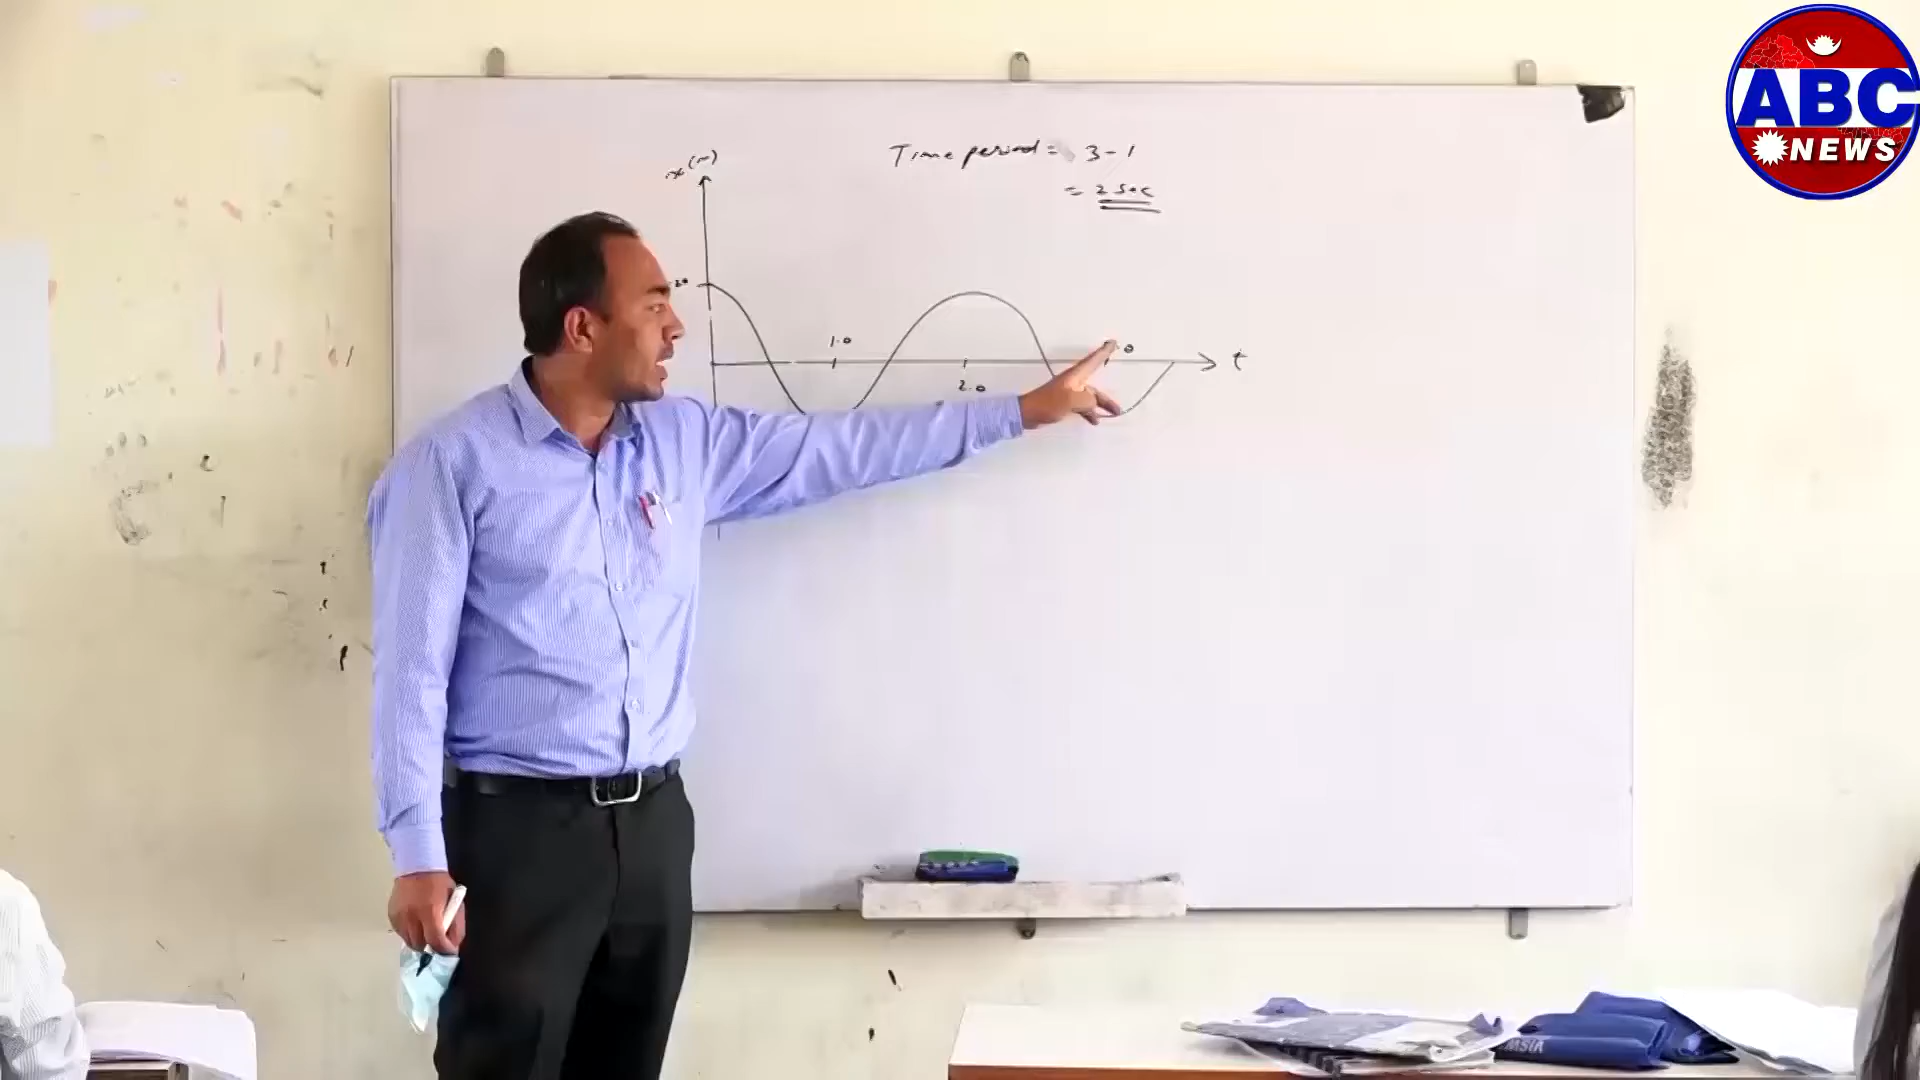 ABC
NEWS
Time period = 3-1
= 2 sec
x(m)
1.0
2.0
t